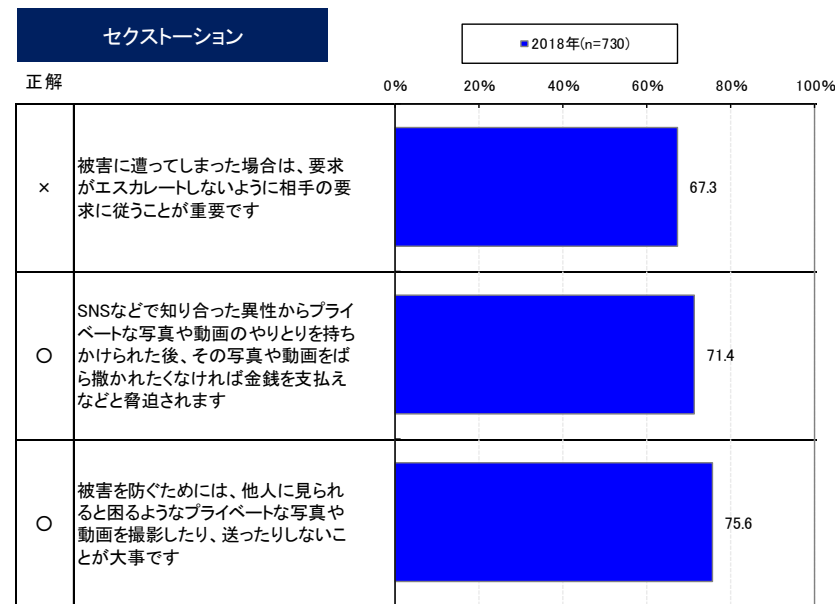 セクストーション
■2018年(n=730)
正解
0% 20% 40% 60% 80% 100%
×
被害に遭ってしまった場合は、要求
がエスカレートしないように相手の要
求に従うことが重要です
67.3
○
SNSなどで知り合った異性からプライ
ベートな写真や動画のやりとりを持ち
かけられた後、その写真や動画をばら
ら撒かれたくなければ金銭を支払え
などと脅迫されます
71.4
○
被害を防ぐためには、他人に見られ
ると困るようなプライベートな写真や
動画を撮影したり、送ったりしないこ
とが大事です
75.6